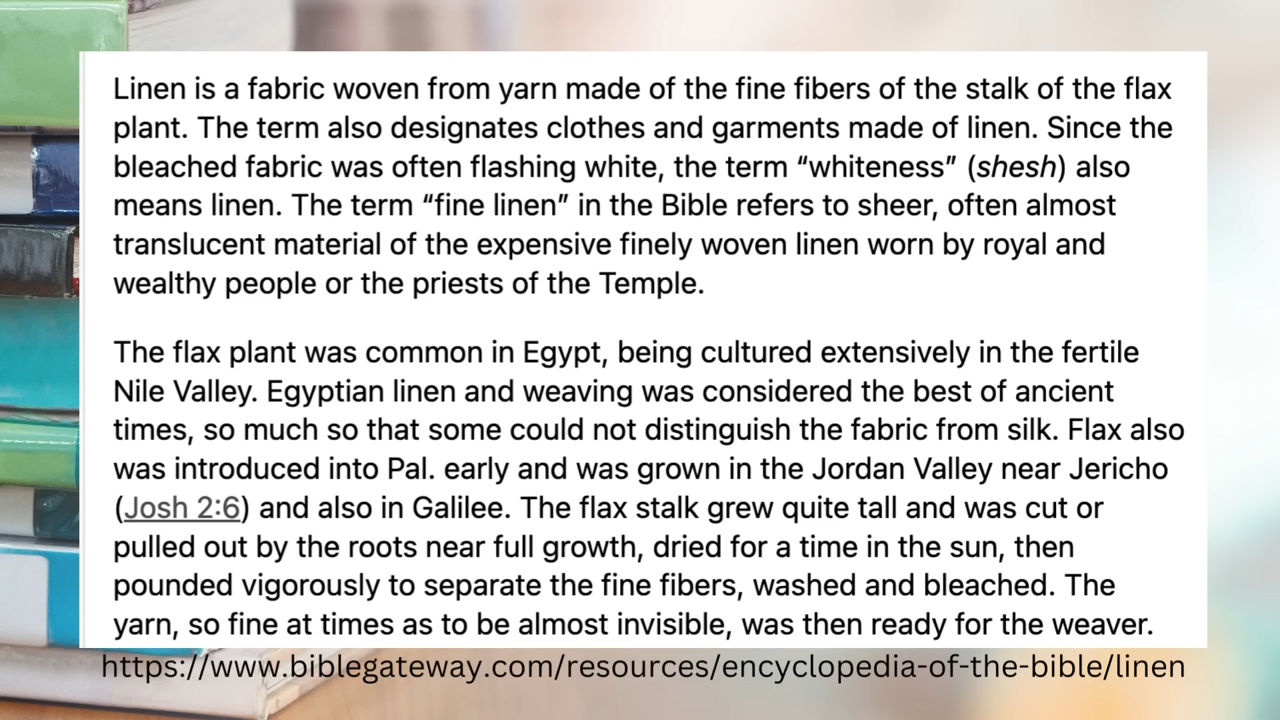 Linen is a fabric woven from yarn made of the fine fibers of the stalk of the flax
plant. The term also designates clothes and garments made of linen. Since the
bleached fabric was often flashing white, the term “whiteness” (shesh) also
means linen. The term “fine linen” in the Bible refers to sheer, often almost
translucent material of the expensive finely woven linen worn by royal and
wealthy people or the priests of the Temple.
The flax plant was common in Egypt, being cultured extensively in the fertile
Nile Valley. Egyptian linen and weaving was considered the best of ancient
times, so much so that some could not distinguish the fabric from silk. Flax also
was introduced into Pal. early and was grown in the Jordan Valley near Jericho
(Josh 2:6) and also in Galilee. The flax stalk grew quite tall and was cut or
pulled out by the roots near full growth, dried for a time in the sun, then
pounded vigorously to separate the fine fibers, washed and bleached. The
yarn, so fine at times as to be almost invisible, was then ready for the weaver.
https://www.biblegateway.com/resources/encyclopedia-of-the-bible/linen